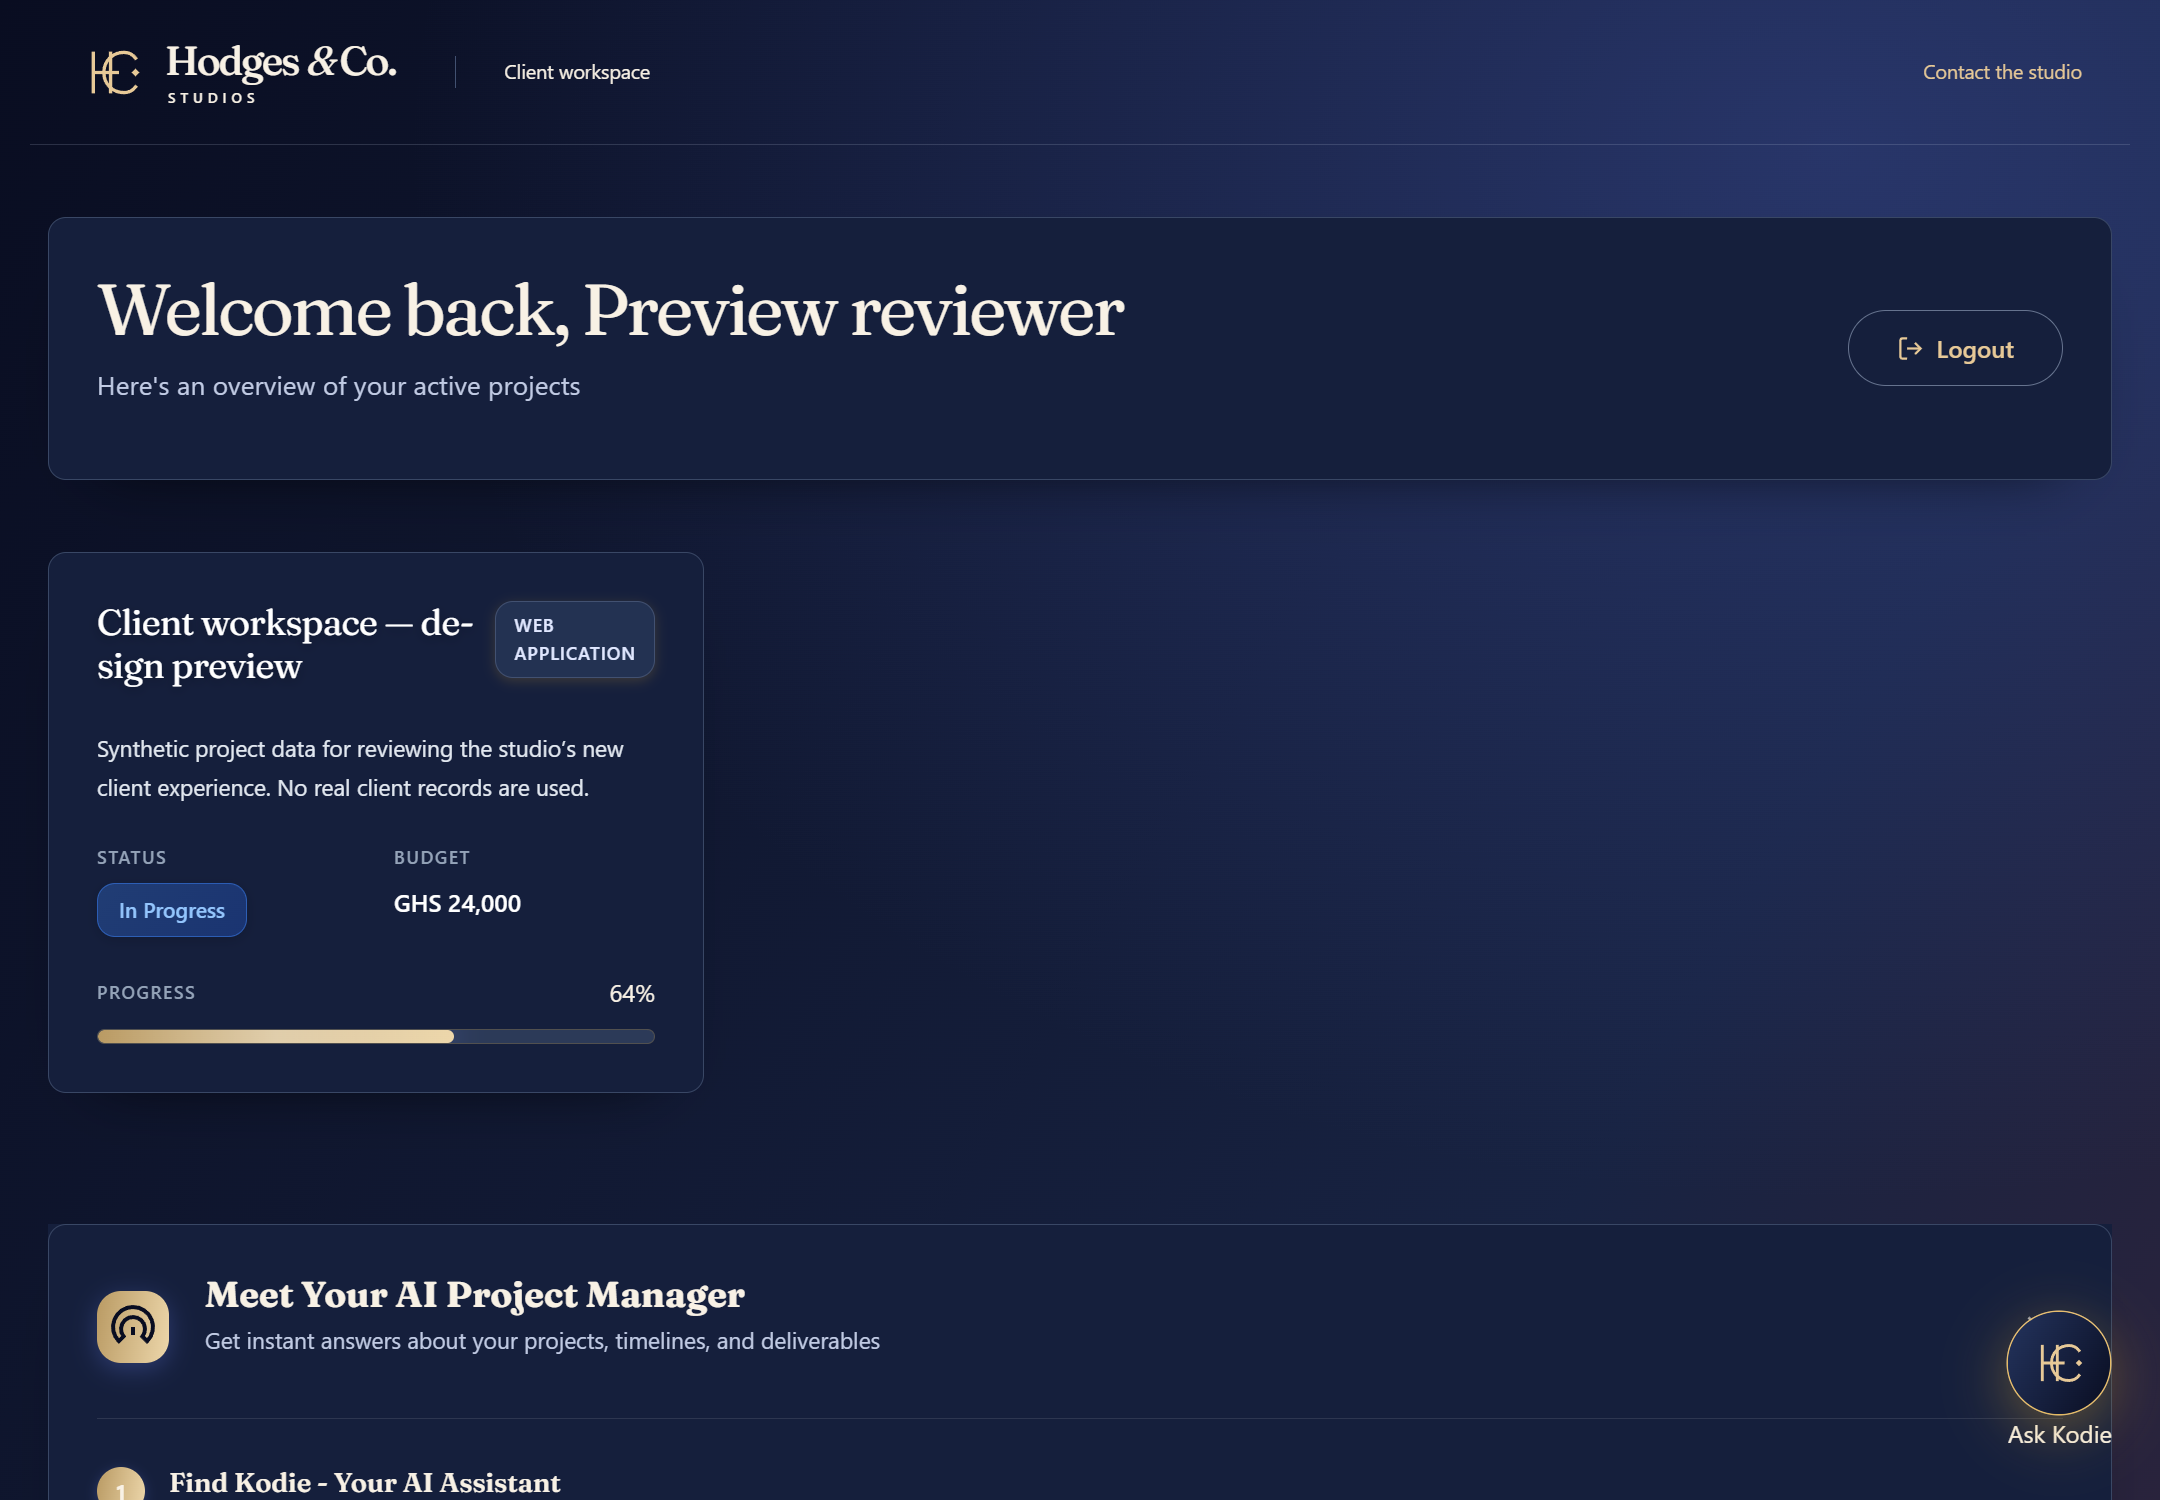 Hodges & Co.
STUDIOS
Client workspace
Contact the studio
Welcome back, Preview reviewer
Here's an overview of your active projects
Logout
Client workspace — de-
sign preview
WEB
APPLICATION
Synthetic project data for reviewing the studio's new
client experience. No real client records are used.
STATUS
BUDGET
In Progress
GHS 24,000
PROGRESS
64%
Meet Your AI Project Manager
Get instant answers about your projects, timelines, and deliverables
HC
Ask Kodie
1
Find Kodie - Your AI Assistant